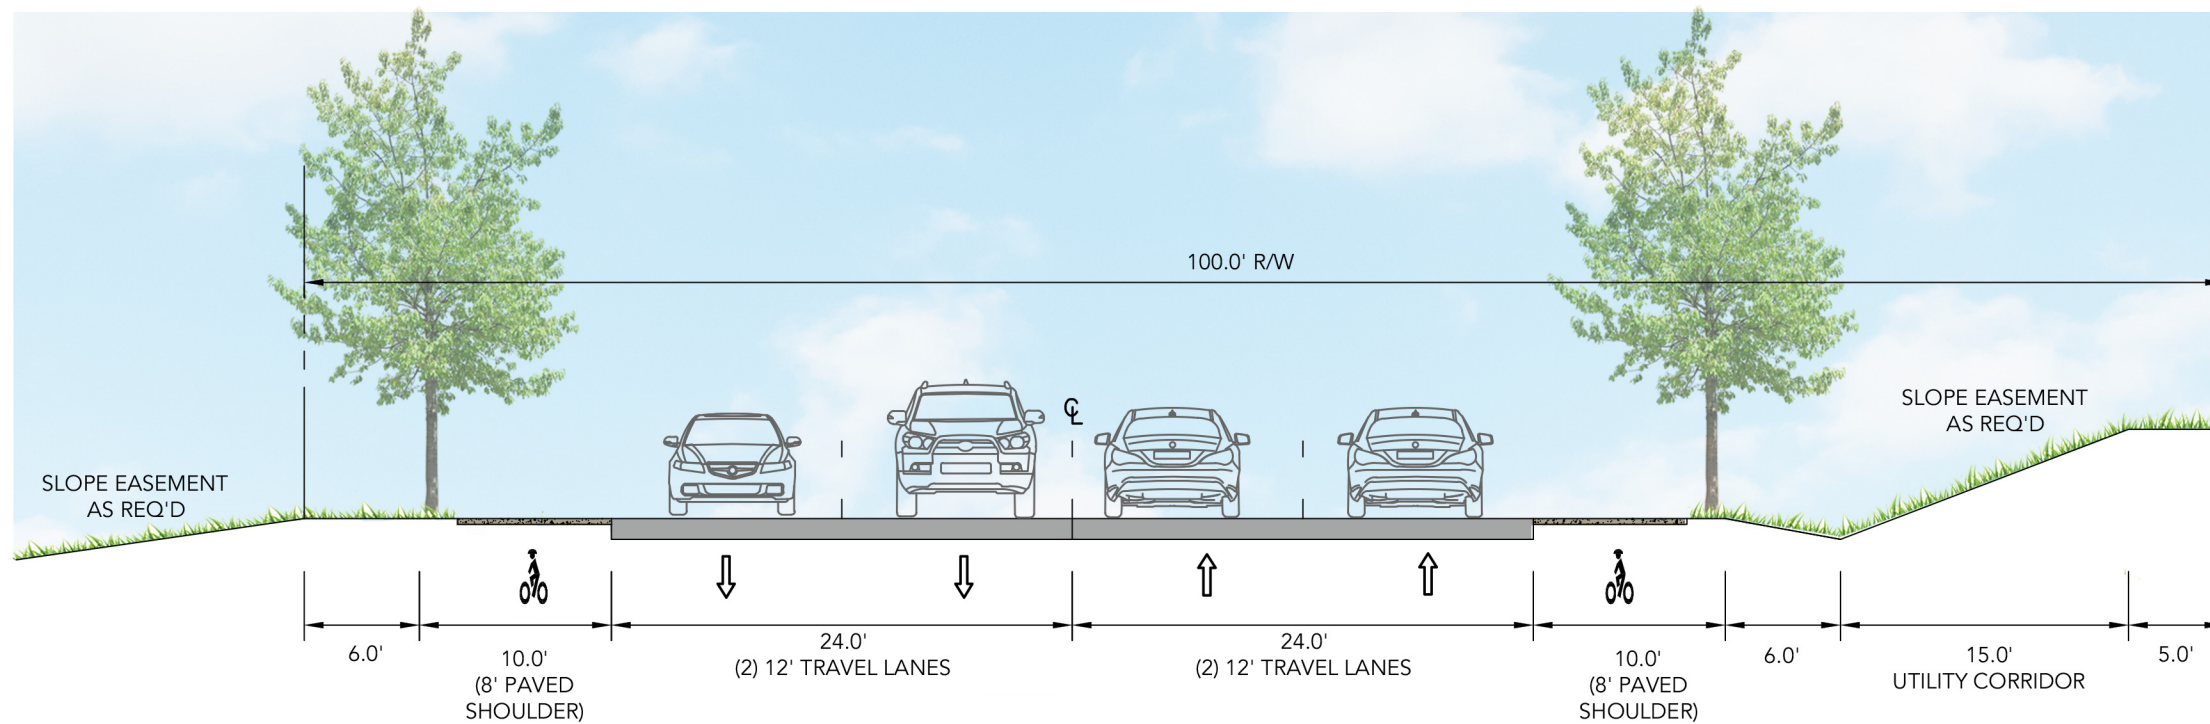 100.0' R/W
℄
SLOPE EASEMENT
AS REQ'D
SLOPE EASEMENT
AS REQ'D
6.0'
10.0'
(8' PAVED
SHOULDER)
24.0'
(2) 12' TRAVEL LANES
24.0'
(2) 12' TRAVEL LANES
10.0'
(8' PAVED
SHOULDER)
6.0'
15.0'
UTILITY CORRIDOR
5.0'